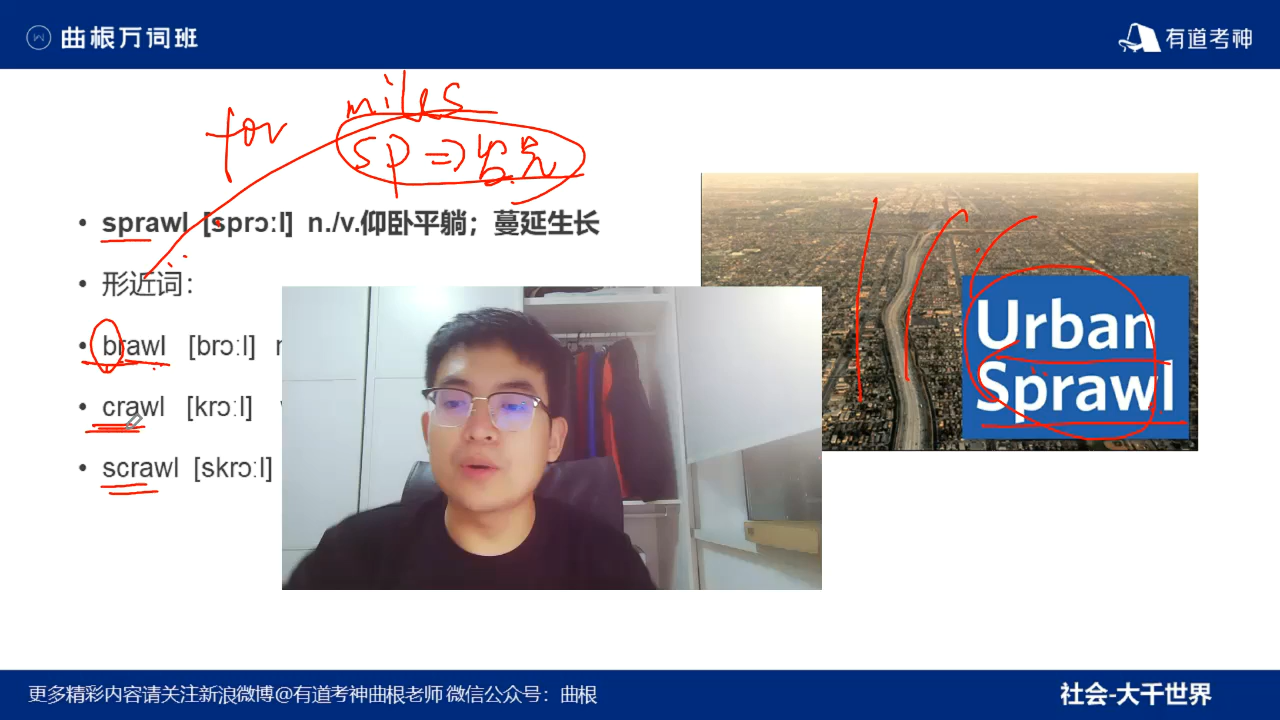 曲根万词班
有道考神
for miles
sp ⇒
• sprawl [sprɔːl] n./v.仰卧平躺；蔓延生长
• 形近词：
• brawl [brɔːl] n
• crawl [krɔːl]
• scrawl [skrɔːl]
Urban
Sprawl
更多精彩内容请关注新浪微博@有道考神曲根老师 微信公众号：曲根
社会-大千世界